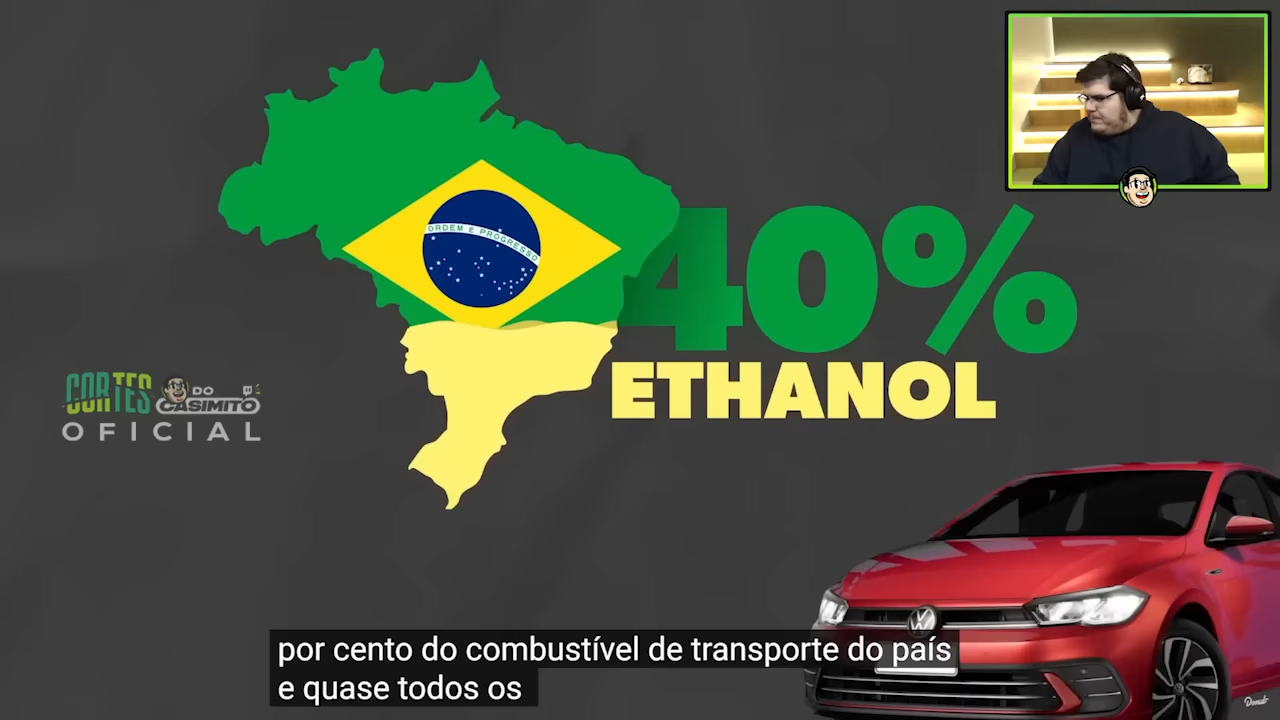 ORDEM E PROGRESSO
40%
ETHANOL
CORTES DO
CASIMITO
OFICIAL
por cento do combustível de transporte do país
e quase todos os
Donut